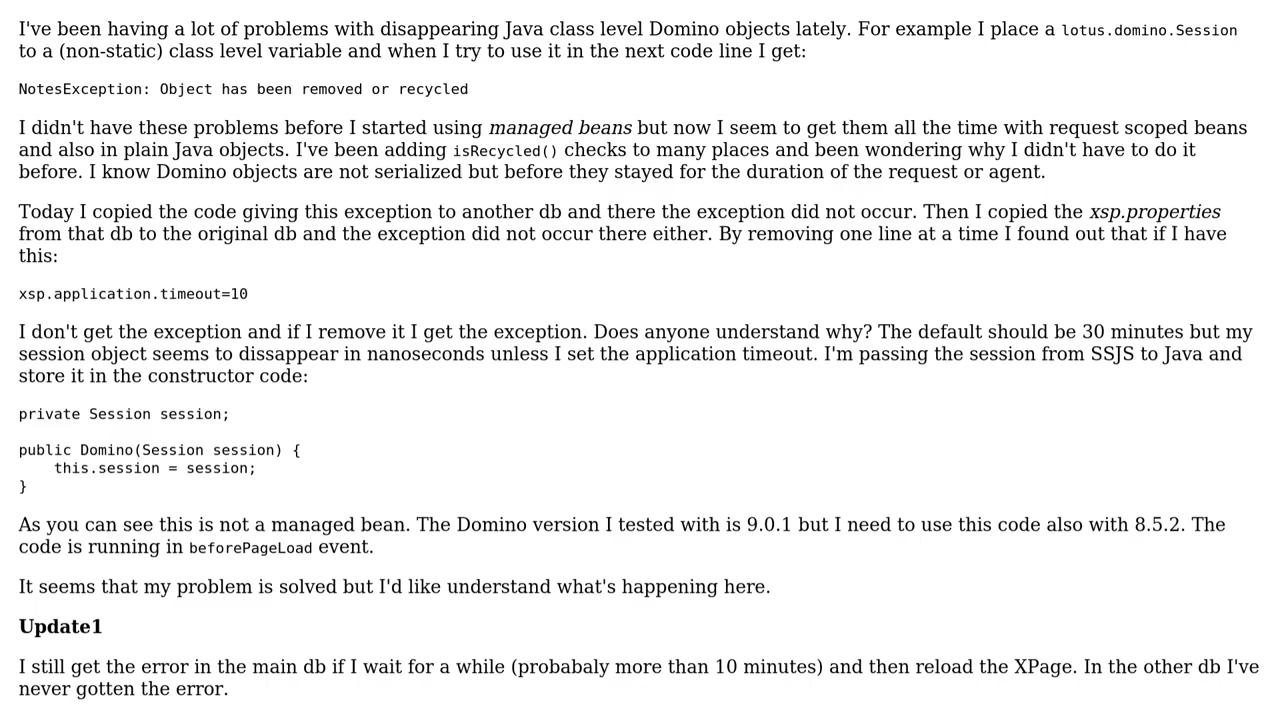 I've been having a lot of problems with disappearing Java class level Domino objects lately. For example I place a lotus.domino.Session
to a (non-static) class level variable and when I try to use it in the next code line I get:
NotesException: Object has been removed or recycled
I didn't have these problems before I started using managed beans but now I seem to get them all the time with request scoped beans
and also in plain Java objects. I've been adding isRecycled() checks to many places and been wondering why I didn't have to do it
before. I know Domino objects are not serialized but before they stayed for the duration of the request or agent.
Today I copied the code giving this exception to another db and there the exception did not occur. Then I copied the xsp.properties
from that db to the original db and the exception did not occur there either. By removing one line at a time I found out that if I have
this:
xsp.application.timeout=10
I don't get the exception and if I remove it I get the exception. Does anyone understand why? The default should be 30 minutes but my
session object seems to dissappear in nanoseconds unless I set the application timeout. I'm passing the session from SSJS to Java and
store it in the constructor code:
private Session session;
public Domino(Session session) {
    this.session = session;
}
As you can see this is not a managed bean. The Domino version I tested with is 9.0.1 but I need to use this code also with 8.5.2. The
code is running in beforePageLoad event.
It seems that my problem is solved but I'd like understand what's happening here.
Update1
I still get the error in the main db if I wait for a while (probabaly more than 10 minutes) and then reload the XPage. In the other db I've
never gotten the error.